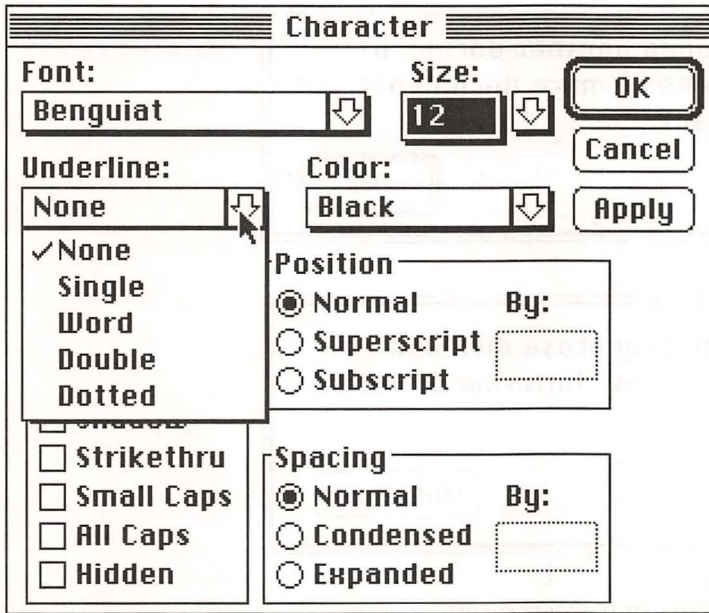 Character
Font:
Size:
Benguiat
12
OK
Cancel
Underline:
Color:
None
Black
Apply
✓None
Single
Word
Double
Dotted
Position
Normal
By:
Superscript
Subscript
Shadow
Strikethru
Small Caps
All Caps
Hidden
Spacing
Normal
By:
Condensed
Expanded